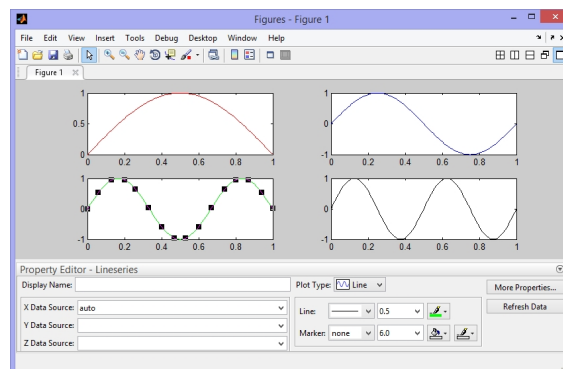 Figures - Figure 1
File Edit View Insert Tools Debug Desktop Window Help
Figure 1
1
0.5
0
0 0.2 0.4 0.6 0.8 1
1
0
-1
0 0.2 0.4 0.6 0.8 1
1
0
-1
0 0.2 0.4 0.6 0.8 1
1
0
-1
0 0.2 0.4 0.6 0.8 1
Property Editor - Lineseries
Display Name:
X Data Source: auto
Y Data Source:
Z Data Source:
Plot Type: Line
Line: 0.5
Marker: none 6.0
More Properties...
Refresh Data